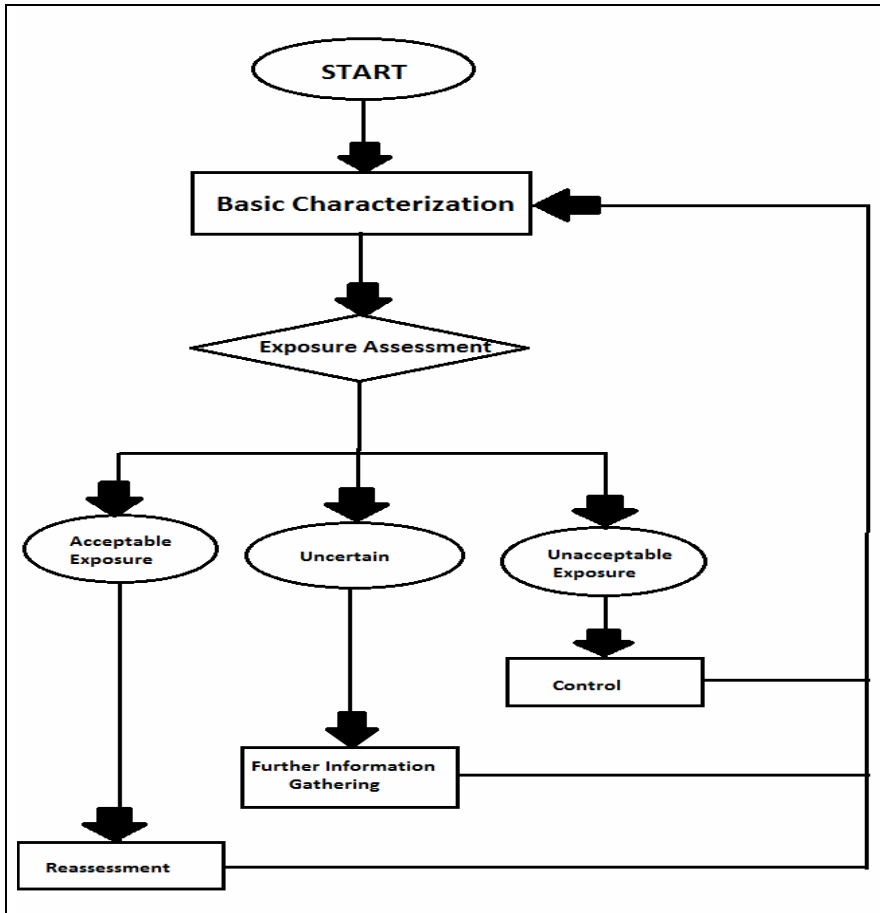 START
Basic Characterization
Exposure Assessment
Acceptable
Exposure
Uncertain
Unacceptable
Exposure
Control
Further Information
Gathering
Reassessment